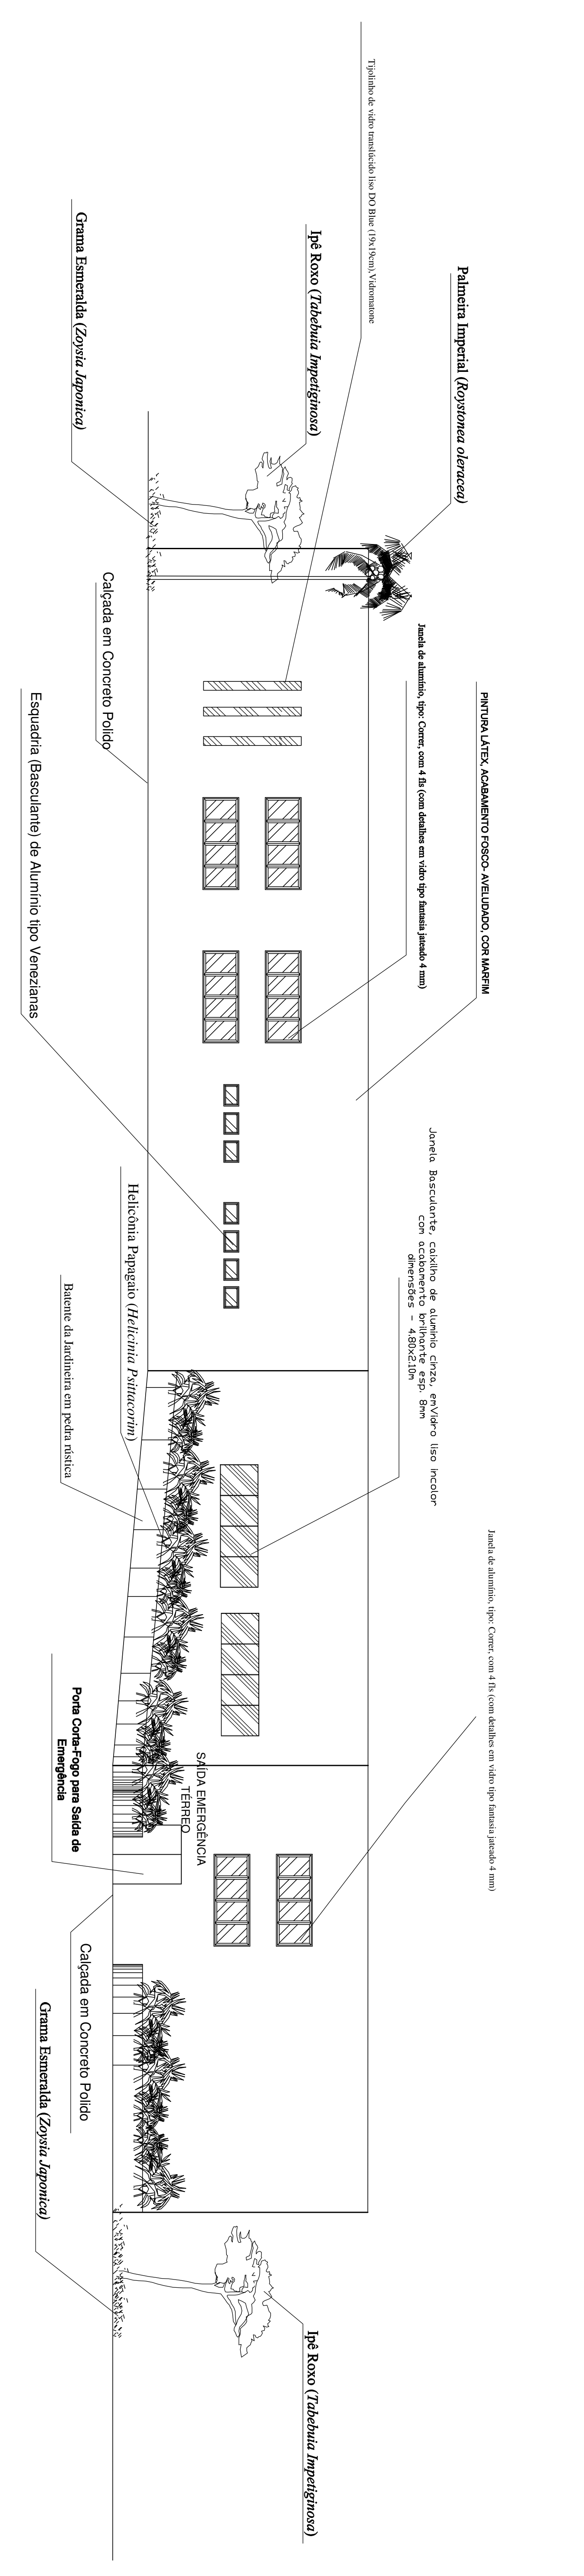 Tijolinho de vidro translúcido liso DO Blue (19x19cm),Vidromatone
Palmeira Imperial (Roystonea oleracea)
Ipê Roxo (Tabebuia Impetiginosa)
Grama Esmeralda (Zoysia Japonica)
PINTURA LÁTEX, ACABAMENTO FOSCO- AVELUDADO, COR MARFIM
Janela de alumínio, tipo: Correr, com 4 fls (com detalhes em vidro tipo fantasia jateado 4 mm)
Calçada em Concreto Polido
Esquadria (Basculante) de Alumínio tipo Venezianas
Janela Basculante, caixilho de aluminio cinza, emVidro liso incolor
com acabamento brilhante esp. 8mm
dimensões - 4.80x2.10m
Helicônia Papagaio (Helicinia Psittacorim)
Batente da Jardineira em pedra rústica
Janela de alumínio, tipo: Correr, com 4 fls (com detalhes em vidro tipo fantasia jateado 4 mm)
SAÍDA EMERGÊNCIA
TÉRREO
Porta Corta-Fogo para Saída de
Emergência
Calçada em Concreto Polido
Grama Esmeralda (Zoysia Japonica)
Ipê Roxo (Tabebuia Impetiginosa)